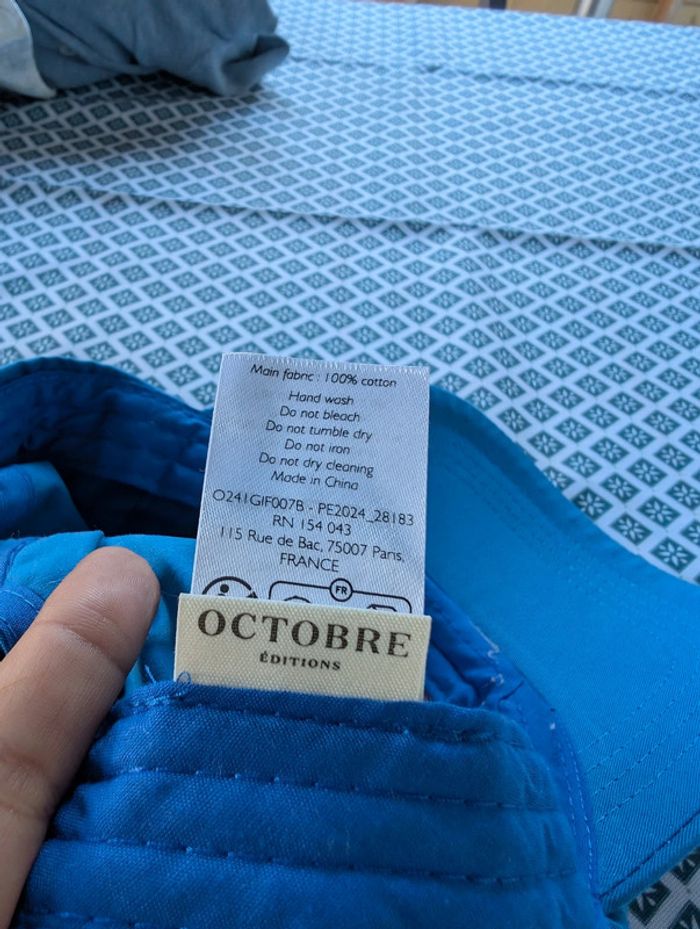 Main fabric : 100% cotton
Hand wash
Do not bleach
Do not tumble dry
Do not iron
Do not dry cleaning
Made in China
O241GIF007B - PE2024_28183
RN 154 043
115 Rue de Bac, 75007 Paris,
FRANCE
FR
OCTOBRE
ÉDITIONS